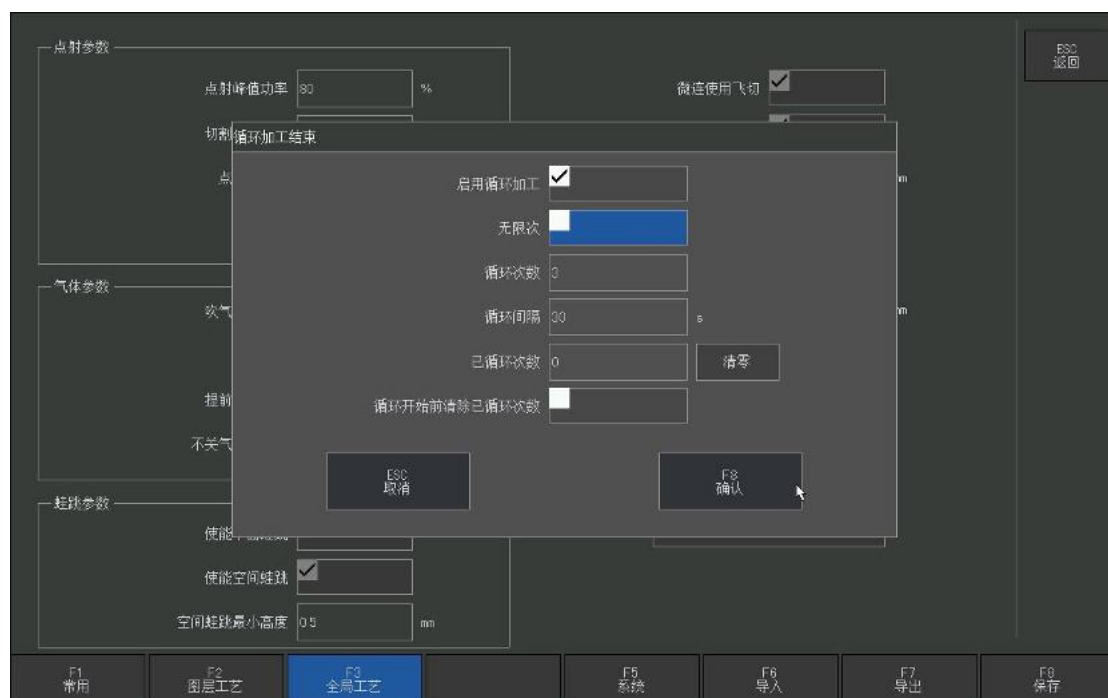 点射参数
ESC
返回
点射峰值功率 80 %
微连使用飞切
切割
循环加工结束
启用循环加工
mm
无限次
循环次数 3
气体参数
吹气
循环间隔 30 s
mm
已循环次数 0 清零
提前
循环开始前清除已循环次数
不关气
ESC
取消
F8
确认
蛙跳参数
使能
使能空间蛙跳
空间蛙跳最小高度 0.5 mm
F1
常用
F2
图层工艺
F3
全局工艺
F5
系统
F6
导入
F7
导出
F8
保存